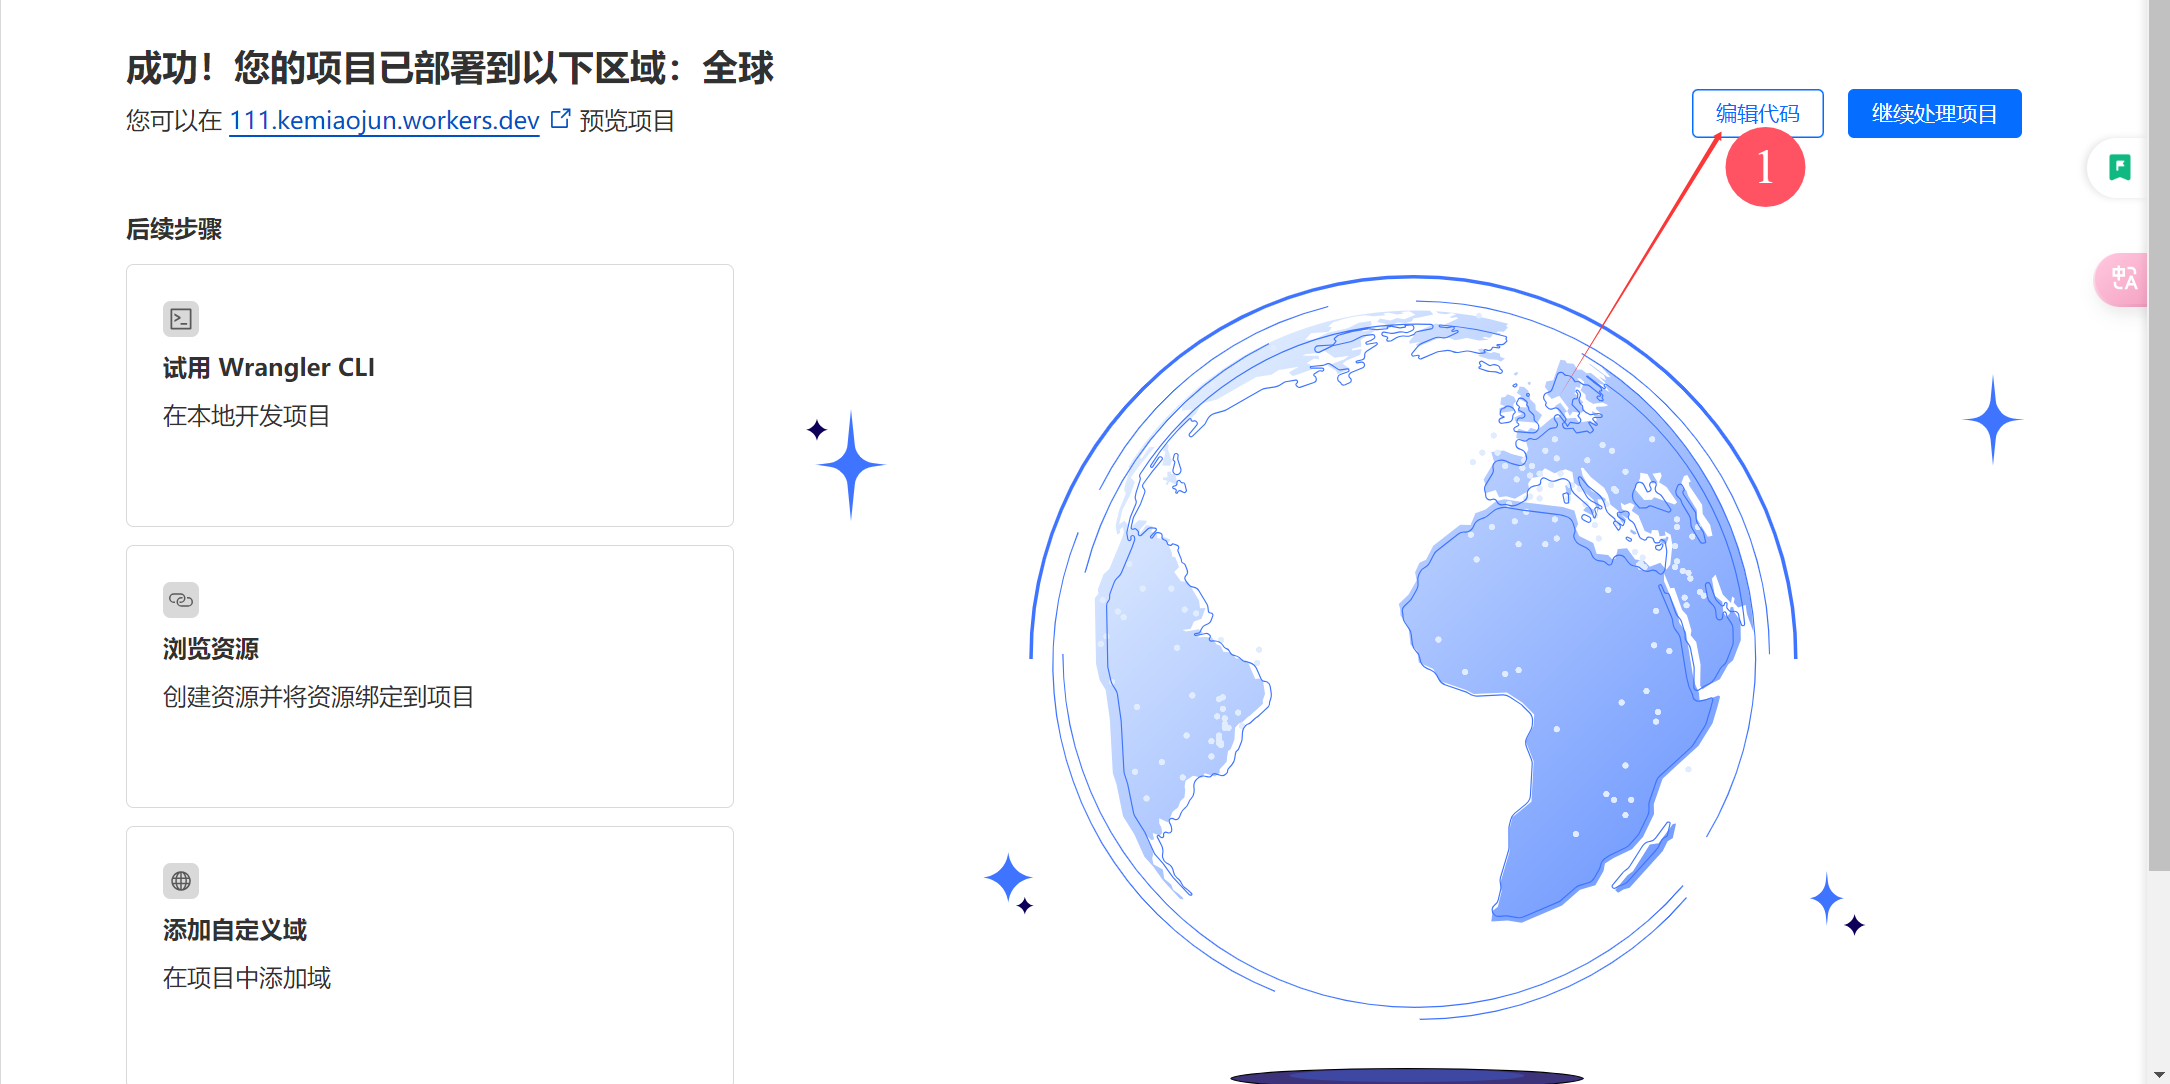 成功！您的项目已部署到以下区域：全球
您可以在 111.kemiaojun.workers.dev 预览项目
编辑代码
继续处理项目
1
后续步骤
试用 Wrangler CLI
在本地开发项目
浏览资源
创建资源并将资源绑定到项目
添加自定义域
在项目中添加域
中 A